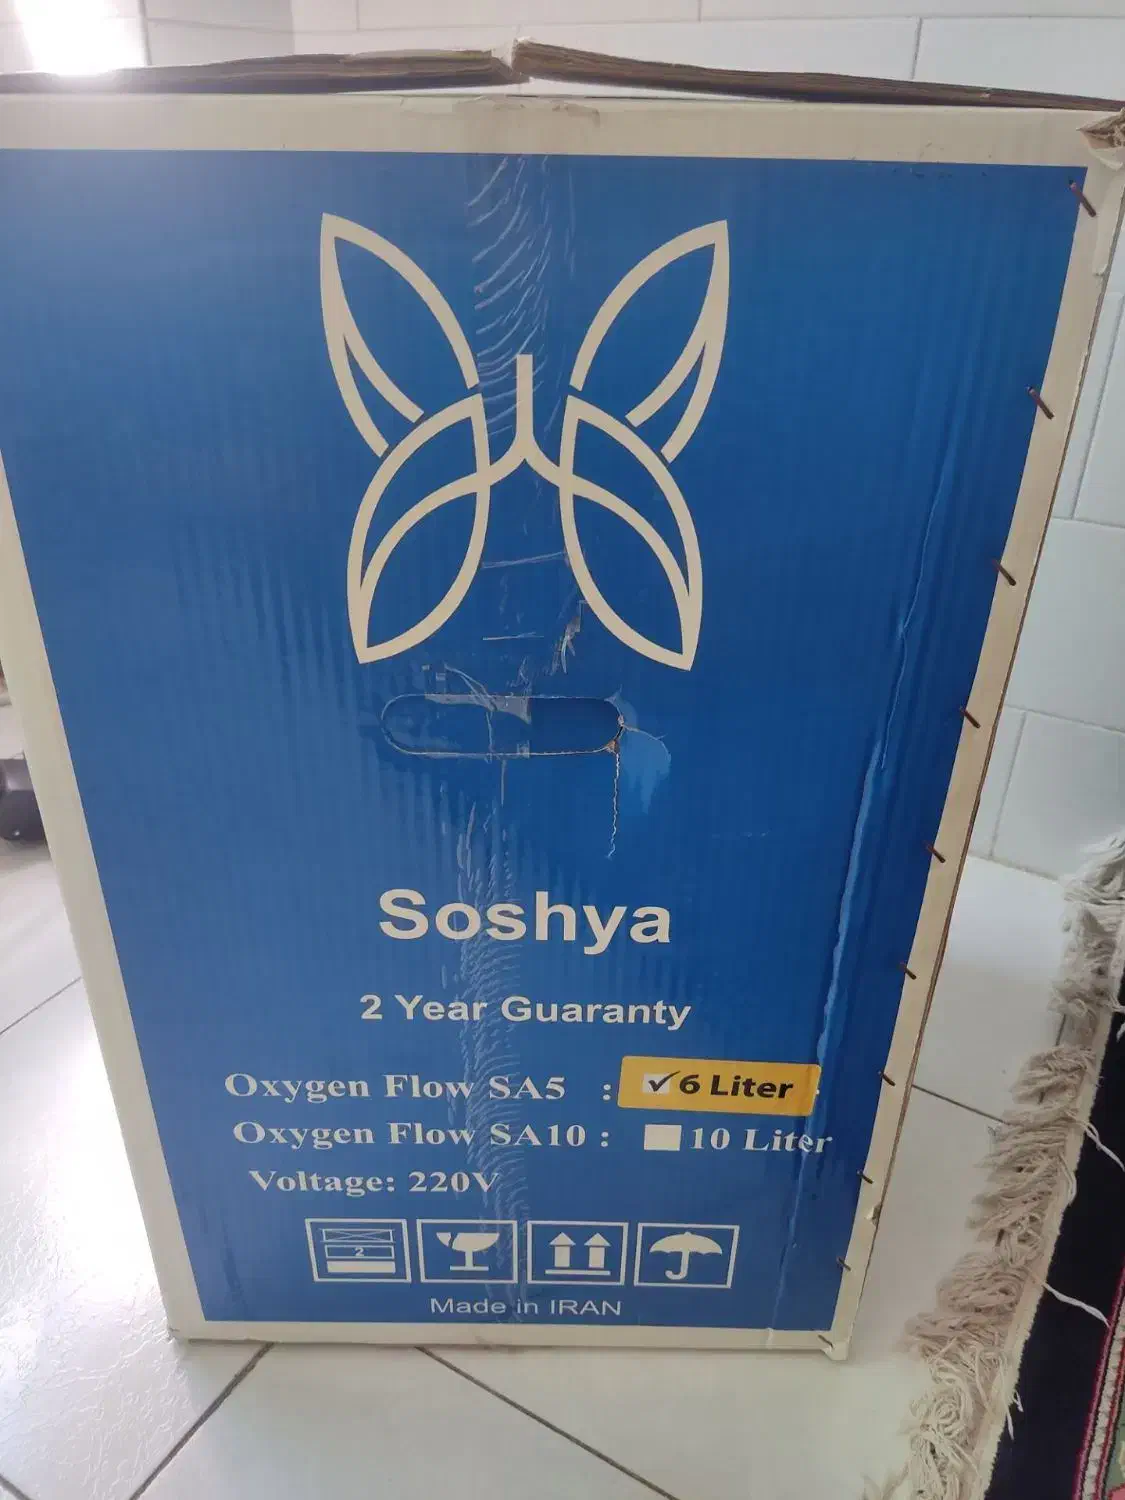 Soshya
2 Year Guaranty
Oxygen Flow SA5 : ✓ 6 Liter
Oxygen Flow SA10 : 10 Liter
Voltage: 220V
2
Made in IRAN